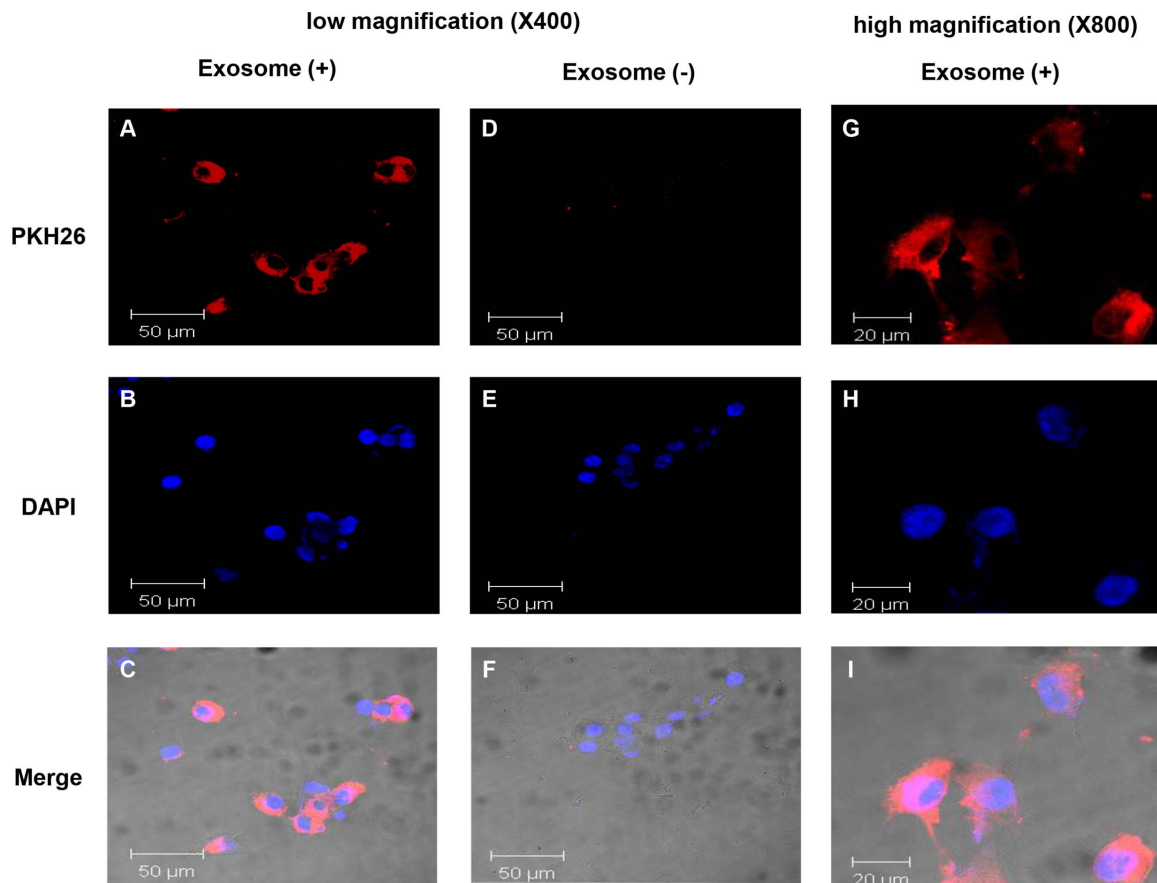 low magnification (X400)
high magnification (X800)
Exosome (+)
Exosome (-)
Exosome (+)
PKH26
A
50 µm
D
50 µm
G
20 µm
DAPI
B
50 µm
E
50 µm
H
20 µm
Merge
C
50 µm
F
50 µm
I
20 µm